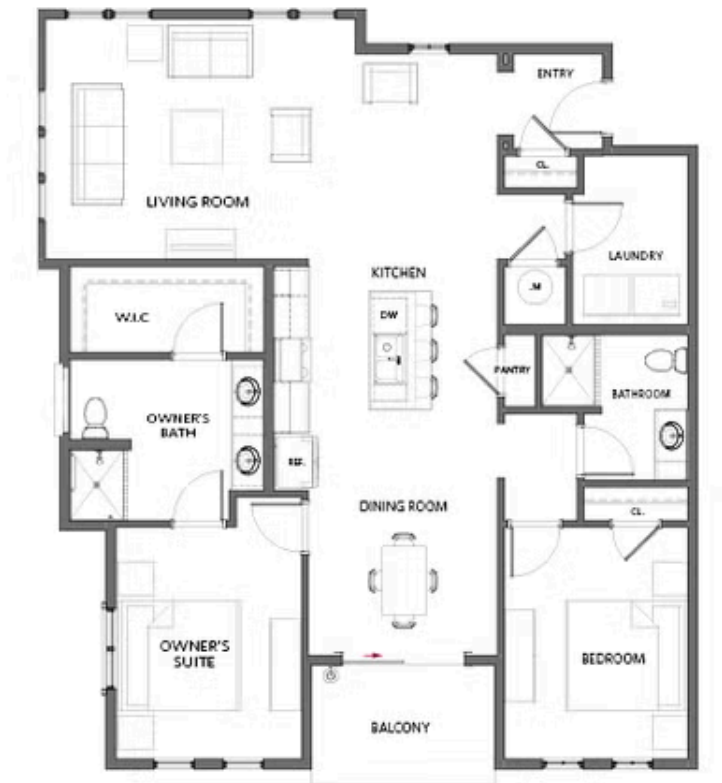 ENTRY
CL.
LIVING ROOM
LAUNDRY
KITCHEN
.M
DW
W.I.C
PANTRY
BATHROOM
OWNER'S
BATH
REF.
DINING ROOM
CL.
OWNER'S
SUITE
BEDROOM
BALCONY